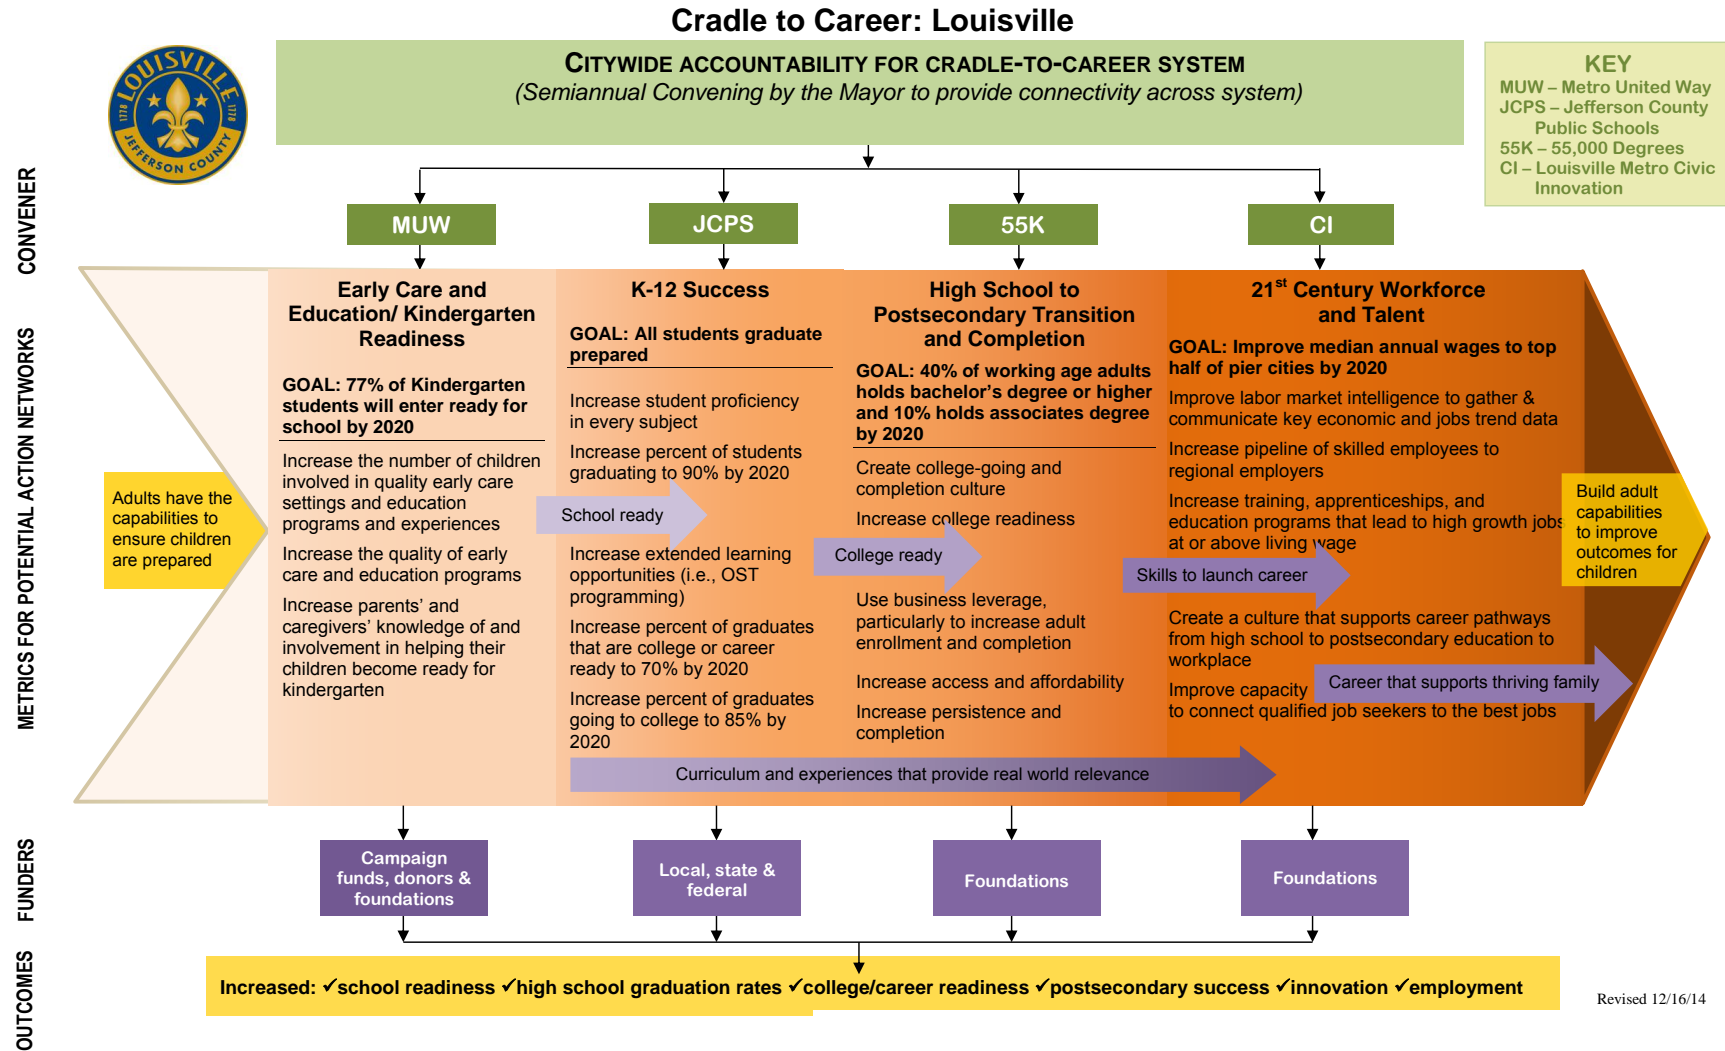 Cradle to Career: Louisville
LOUISVILLE
1778
1778
JEFFERSON COUNTY
CITYWIDE ACCOUNTABILITY FOR CRADLE-TO-CAREER SYSTEM
(Semiannual Convening by the Mayor to provide connectivity across system)
KEY
MUW – Metro United Way
JCPS – Jefferson County
Public Schools
55K – 55,000 Degrees
CI – Louisville Metro Civic
Innovation
CONVENER
MUW
JCPS
55K
CI
METRICS FOR POTENTIAL ACTION NETWORKS
Adults have the
capabilities to
ensure children
are prepared
Early Care and
Education/ Kindergarten
Readiness
GOAL: 77% of Kindergarten
students will enter ready for
school by 2020
Increase the number of children
involved in quality early care
settings and education
programs and experiences
Increase the quality of early
care and education programs
Increase parents' and
caregivers' knowledge of and
involvement in helping their
children become ready for
kindergarten
School ready
K-12 Success
GOAL: All students graduate
prepared
Increase student proficiency
in every subject
Increase percent of students
graduating to 90% by 2020
Increase extended learning
opportunities (i.e., OST
programming)
Increase percent of graduates
that are college or career
ready to 70% by 2020
Increase percent of graduates
going to college to 85% by
2020
College ready
High School to
Postsecondary Transition
and Completion
GOAL: 40% of working age adults
holds bachelor's degree or higher
and 10% holds associates degree
by 2020
Create college-going and
completion culture
Increase college readiness
Use business leverage,
particularly to increase adult
enrollment and completion
Increase access and affordability
Increase persistence and
completion
Skills to launch career
21st Century Workforce
and Talent
GOAL: Improve median annual wages to top
half of pier cities by 2020
Improve labor market intelligence to gather &
communicate key economic and jobs trend data
Increase pipeline of skilled employees to
regional employers
Increase training, apprenticeships, and
education programs that lead to high growth jobs
at or above living wage
Create a culture that supports career pathways
from high school to postsecondary education to
workplace
Improve capacity
to connect qualified job seekers to the best jobs
Career that supports thriving family
Build adult
capabilities
to improve
outcomes for
children
Curriculum and experiences that provide real world relevance
FUNDERS
Campaign
funds, donors &
foundations
Local, state &
federal
Foundations
Foundations
OUTCOMES
Increased: ✓school readiness ✓high school graduation rates ✓college/career readiness ✓postsecondary success ✓innovation ✓employment
Revised 12/16/14